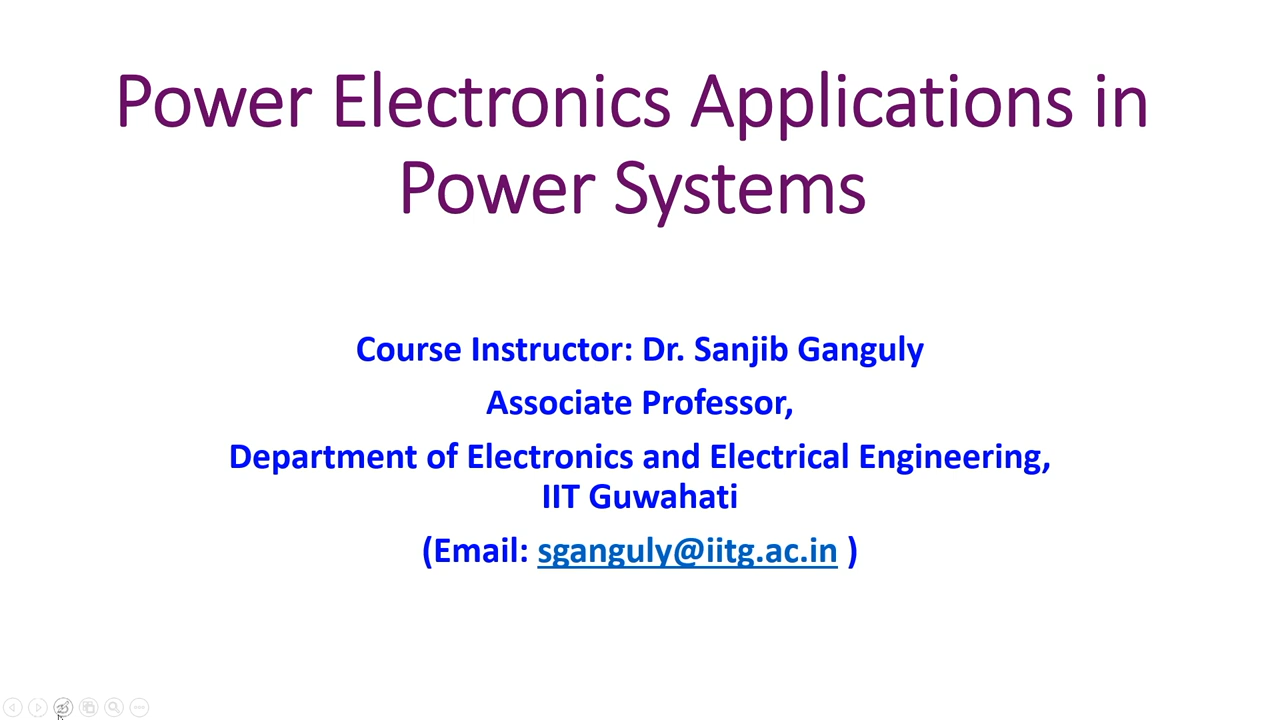 Power Electronics Applications in
Power Systems
Course Instructor: Dr. Sanjib Ganguly
Associate Professor,
Department of Electronics and Electrical Engineering,
IIT Guwahati
(Email: sganguly@iitg.ac.in )